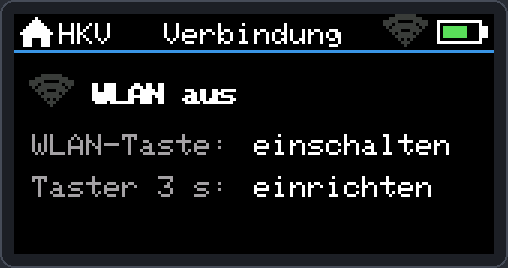 HKV Verbindung
WLAN aus
WLAN-Taste: einschalten
Taster 3 s: einrichten